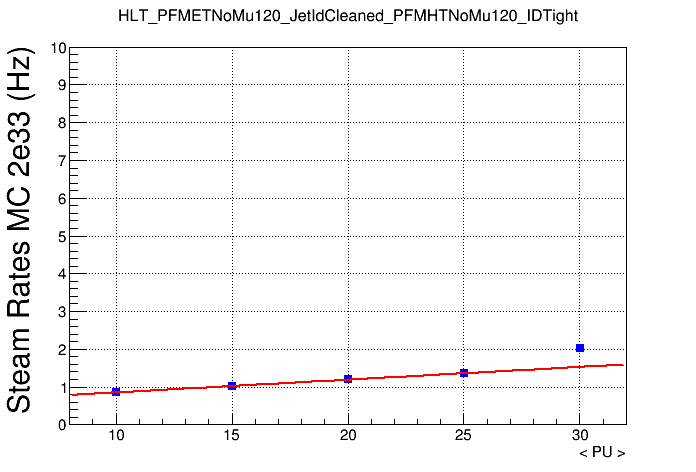 HLT_PFMETNoMu120_JetIdCleaned_PFMHTNoMu120_IDTight
Steam Rates MC 2e33 (Hz)
10
9
8
7
6
5
4
3
2
1
0
10 15 20 25 30
< PU >